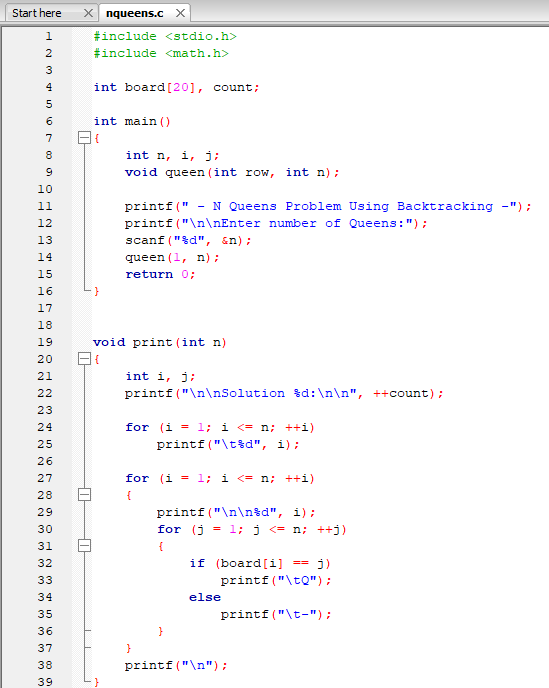 Start here × nqueens.c ×
1 #include <stdio.h>
2 #include <math.h>
3
4 int board[20], count;
5
6 int main()
7 {
8 int n, i, j;
9 void queen(int row, int n);
10
11 printf(" - N Queens Problem Using Backtracking -");
12 printf("\n\nEnter number of Queens:");
13 scanf("%d", &n);
14 queen(1, n);
15 return 0;
16 }
17
18
19 void print(int n)
20 {
21 int i, j;
22 printf("\n\nSolution %d:\n\n", ++count);
23
24 for (i = 1; i <= n; ++i)
25 printf("\t%d", i);
26
27 for (i = 1; i <= n; ++i)
28 {
29 printf("\n\n%d", i);
30 for (j = 1; j <= n; ++j)
31 {
32 if (board[i] == j)
33 printf("\tQ");
34 else
35 printf("\t-");
36 }
37 }
38 printf("\n");
39 }